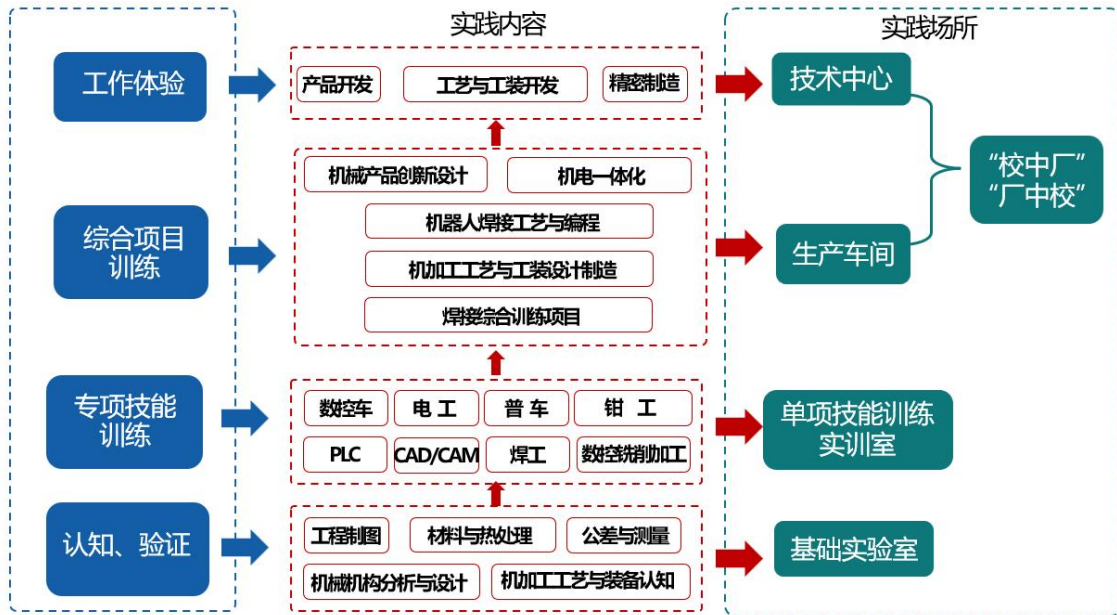 实践内容
实践场所
工作体验
产品开发
工艺与工装开发
精密制造
技术中心
综合项目
训练
机械产品创新设计
机电一体化
机器人焊接工艺与编程
机加工工艺与工装设计制造
焊接综合训练项目
生产车间
“校中厂”
“厂中校”
专项技能
训练
数控车
电工
普车
钳 工
PLC
CAD/CAM
焊工
数控铣削加工
单项技能训练
实训室
认知、验证
工程制图
材料与热处理
公差与测量
机械机构分析与设计
机加工工艺与装备认知
基础实验室